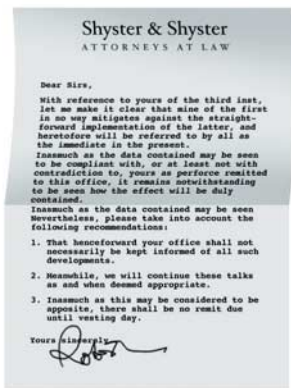 Shyster & Shyster
ATTORNEYS AT LAW
Dear Sirs,
With reference to yours of the third inst,
let me make it clear that mine of the first
in no way mitigates against the straight-
forward implementation of the latter, and
heretofore will be referred to by all as
the immediate in the present.
Inasmuch as the data contained may be seen
to be compliant with, or at least not with
contradiction to, yours as perforce remitted
to this office, it remains notwithstanding
to be seen how the effect will be duly
contained.
Inasmuch as the data contained may be seen
Nevertheless, please take into account the
following recommendations:
1. That henceforward your office shall not
necessarily be kept informed of all such
developments.
2. Meanwhile, we will continue these talks
as and when deemed appropriate.
3. Inasmuch as this may be considered to be
apposite, there shall be no remit due
until vesting day.
Yours sincerely